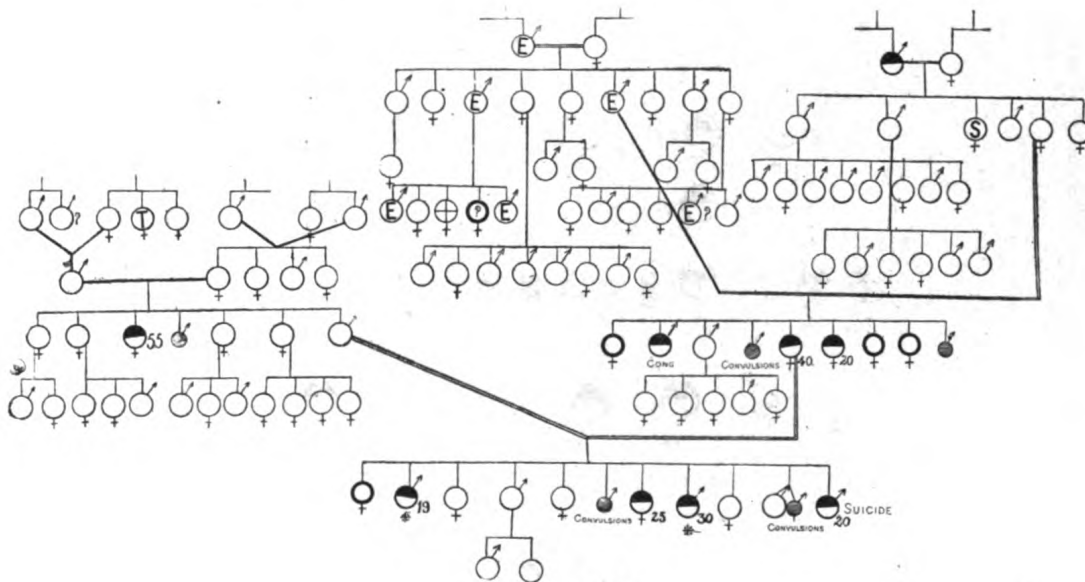 E
E E
S
E ? E E ?
? T
55
CONG CONVULSIONS 40. 20
19 CONVULSIONS 25 30 CONVULSIONS 20 SUICIDE